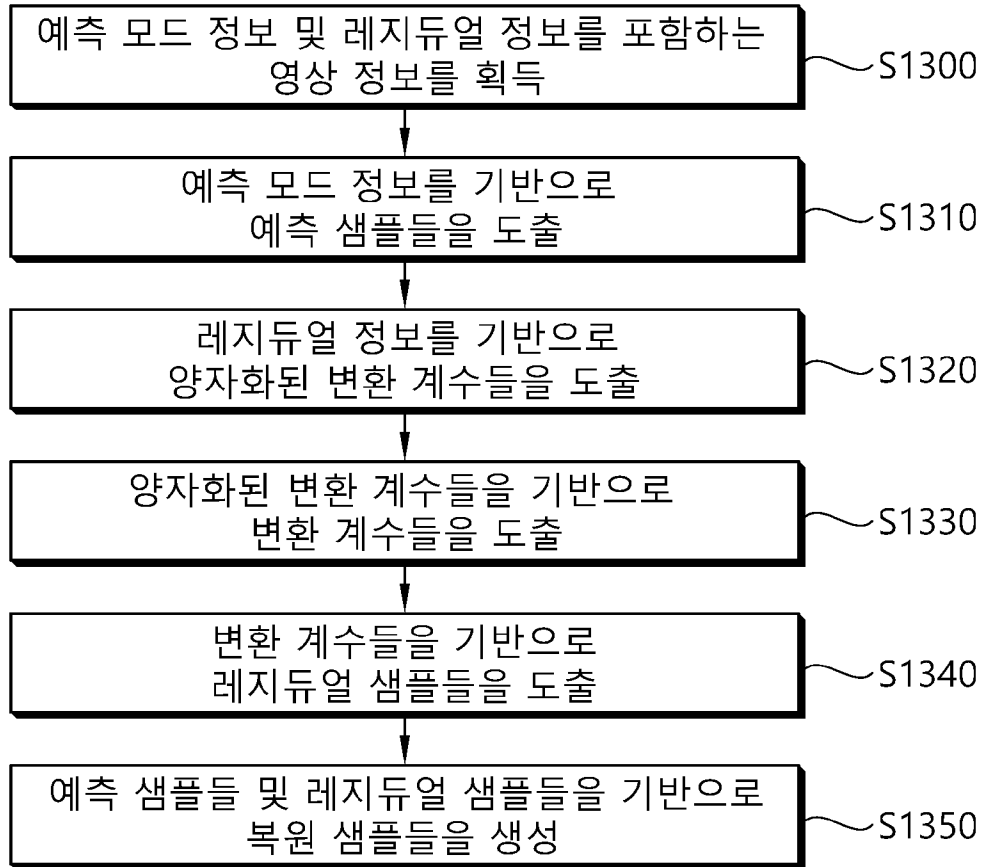 예측 모드 정보 및 레지듀얼 정보를 포함하는
영상 정보를 획득
S1300
예측 모드 정보를 기반으로
예측 샘플들을 도출
S1310
레지듀얼 정보를 기반으로
양자화된 변환 계수들을 도출
S1320
양자화된 변환 계수들을 기반으로
변환 계수들을 도출
S1330
변환 계수들을 기반으로
레지듀얼 샘플들을 도출
S1340
예측 샘플들 및 레지듀얼 샘플들을 기반으로
복원 샘플들을 생성
S1350